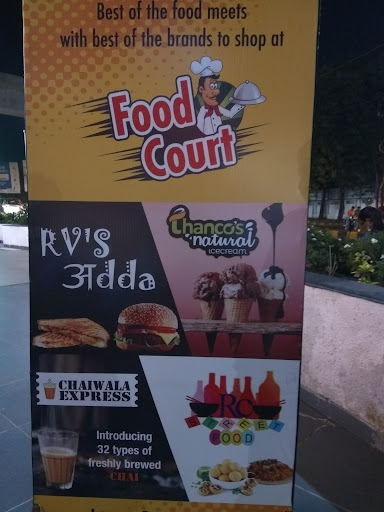 Best of the food meets
with best of the brands to shop at
Food
Court
RV'S
अड्डा
Thanco's
natural
icecream
CHAIWALA
EXPRESS
Introducing
32 types of
freshly brewed
CHAI
RC
STREET
FOOD